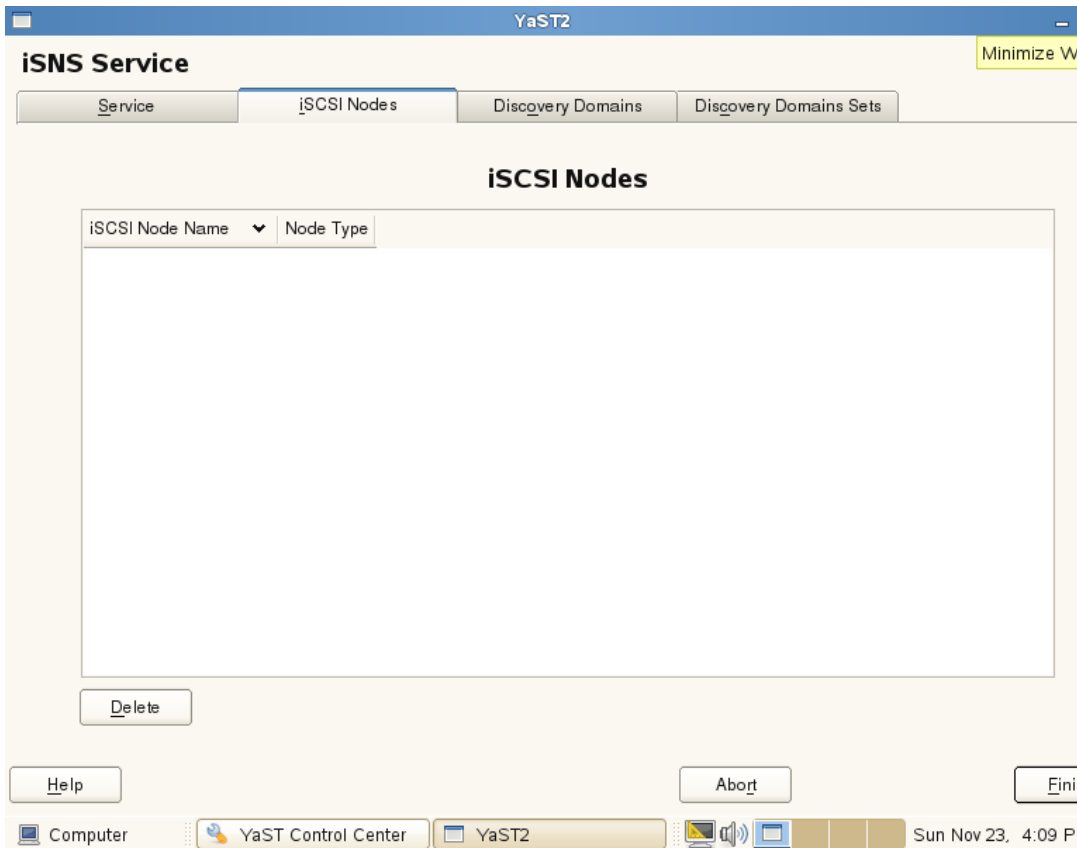 YaST2
iSNS Service
Minimize W
Service
iSCSI Nodes
Discovery Domains
Discovery Domains Sets
iSCSI Nodes
iSCSI Node Name
Node Type
Delete
Help
Abort
Fini
Computer
YaST Control Center
YaST2
Sun Nov 23, 4:09 P